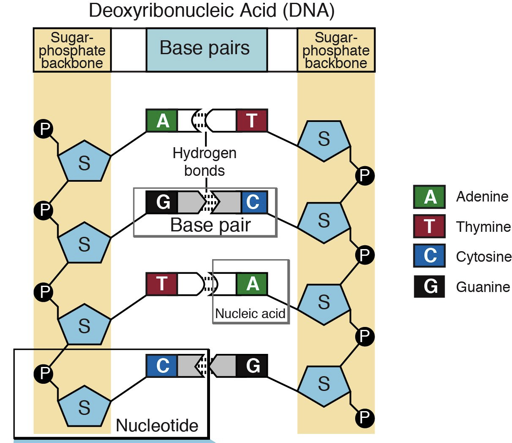 Deoxyribonucleic Acid (DNA)
Sugar-
phosphate
backbone
Base pairs
Sugar-
phosphate
backbone
P
A
T
S
S
Hydrogen
bonds
P
P
G
C
Base pair
S
S
P
P
T
A
Nucleic acid
S
S
P
P
C
G
S
S
P
Nucleotide
A Adenine
T Thymine
C Cytosine
G Guanine